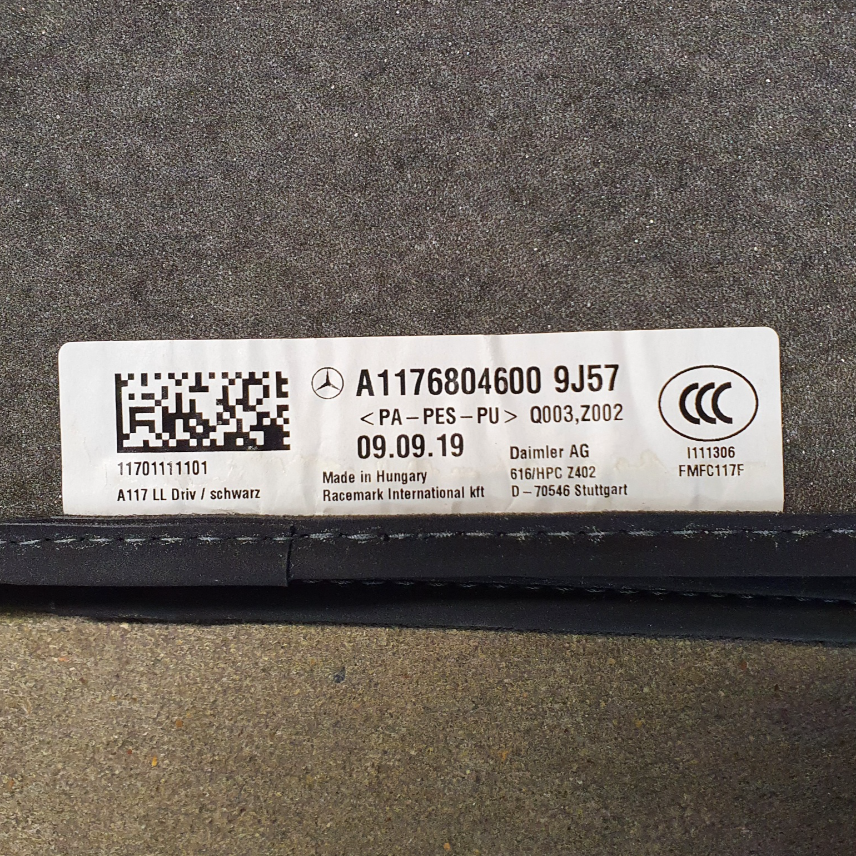 A1176804600 9J57
<PA-PES-PU> Q003,Z002
09.09.19
11701111101
A117 LL Driv / schwarz
Made in Hungary
Racemark International kft
Daimler AG
616/HPC Z402
D-70546 Stuttgart
CCC
I111306
FMFC117F